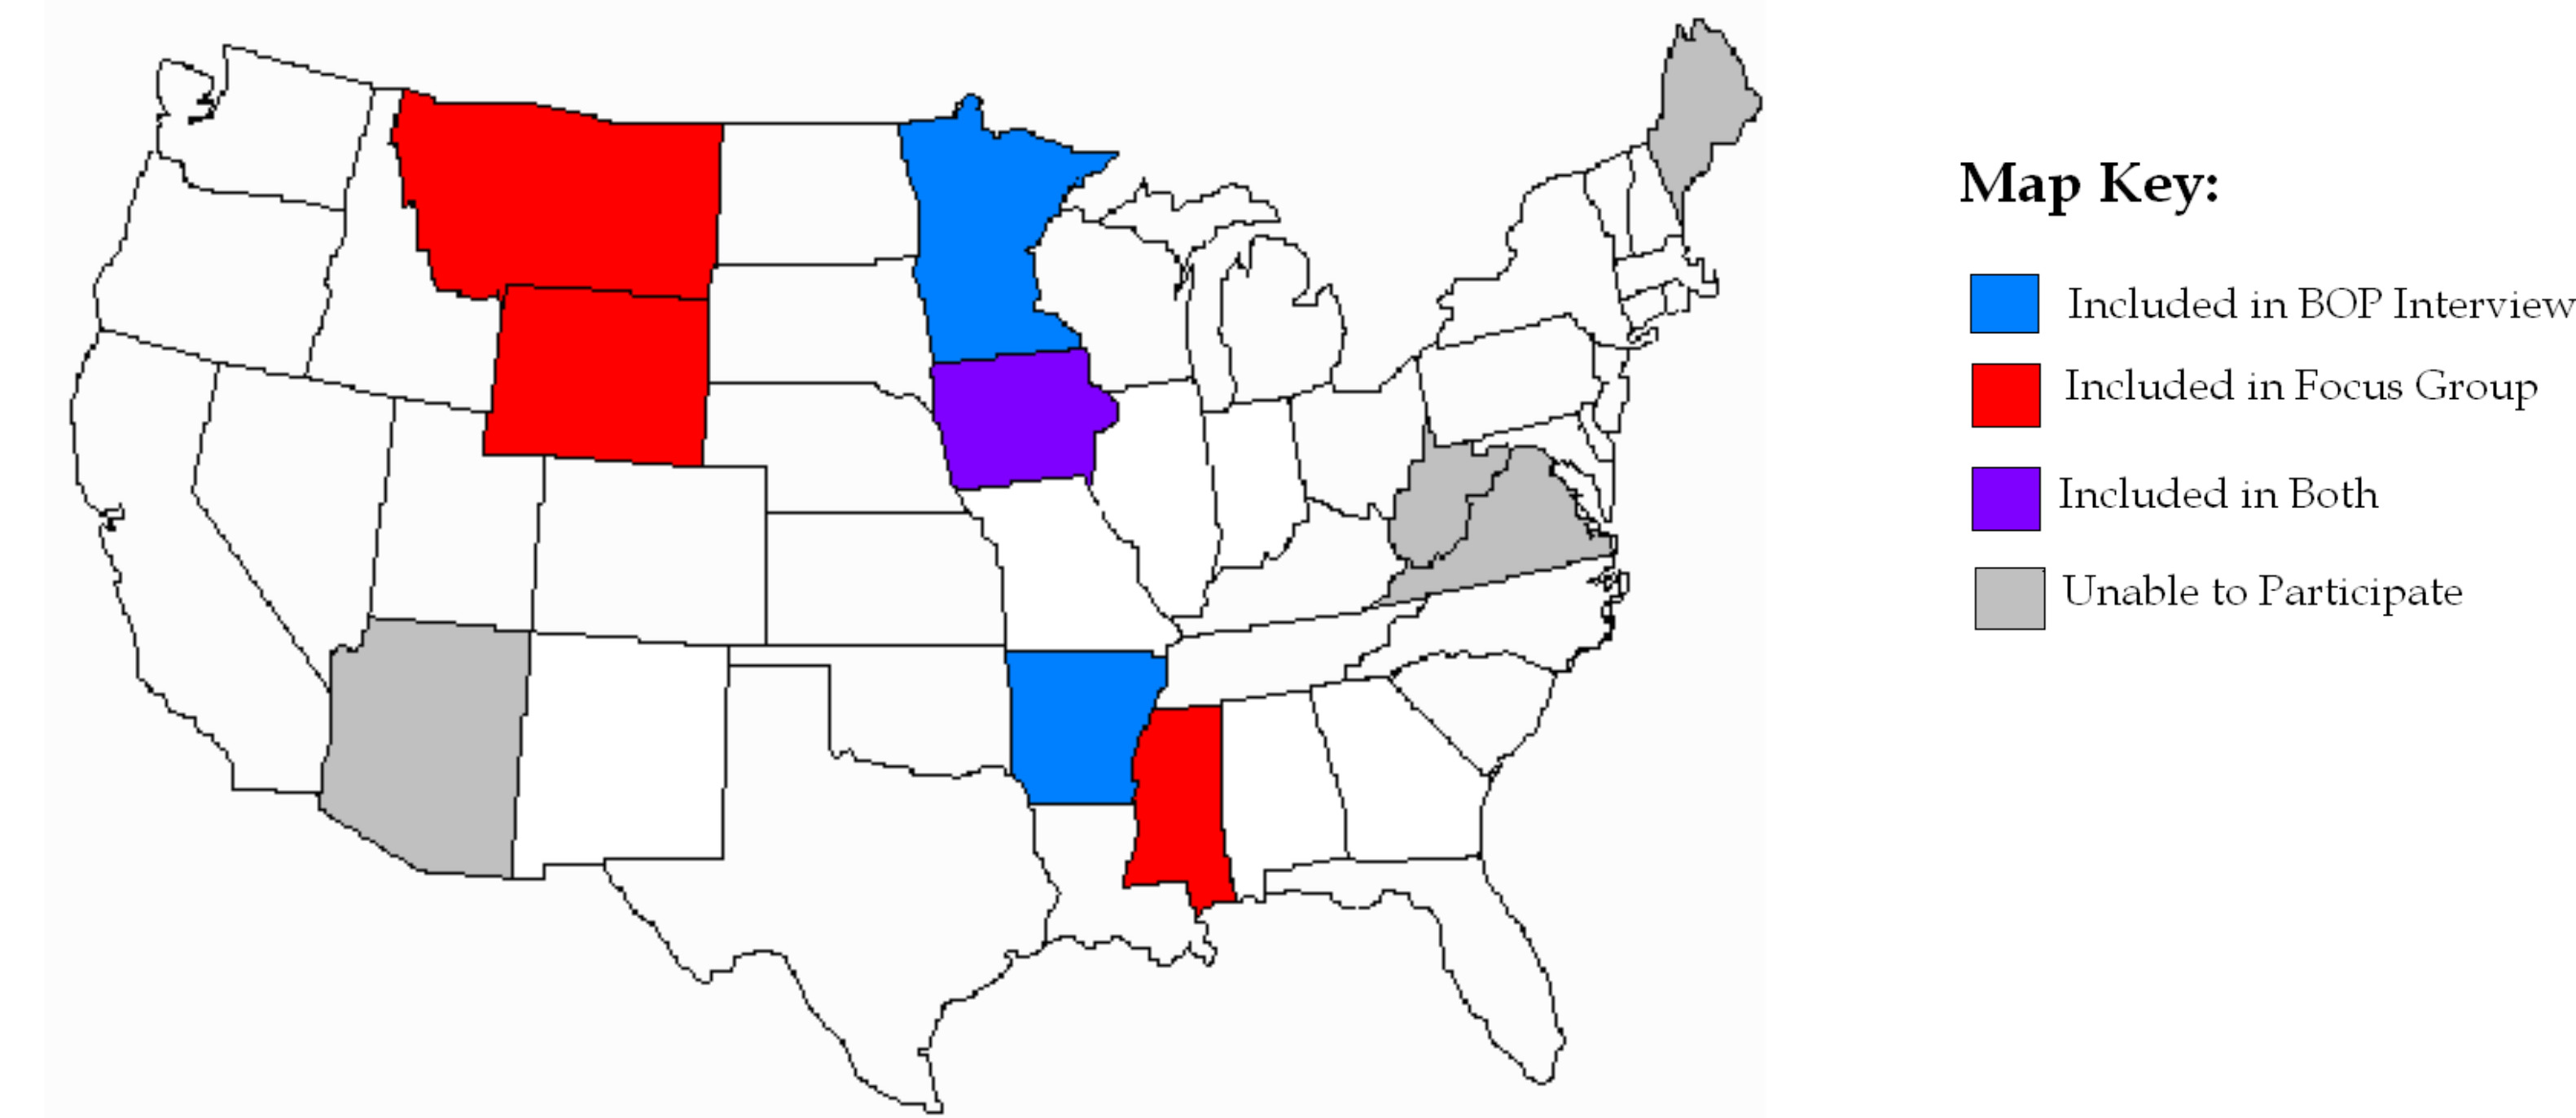 Map Key:
Included in BOP Interview
Included in Focus Group
Included in Both
Unable to Participate